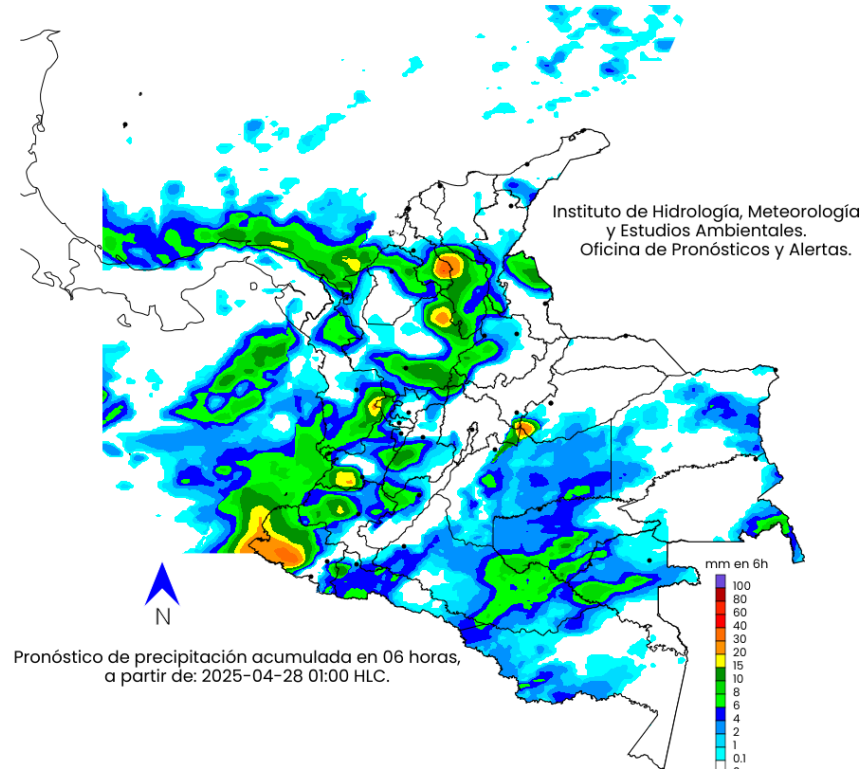 Instituto de Hidrología, Meteorología
y Estudios Ambientales.
Oficina de Pronósticos y Alertas.
mm en 6h
100
80
60
40
30
20
15
10
8
6
4
2
1
0.1
N
Pronóstico de precipitación acumulada en 06 horas,
a partir de: 2025-04-28 01:00 HLC.